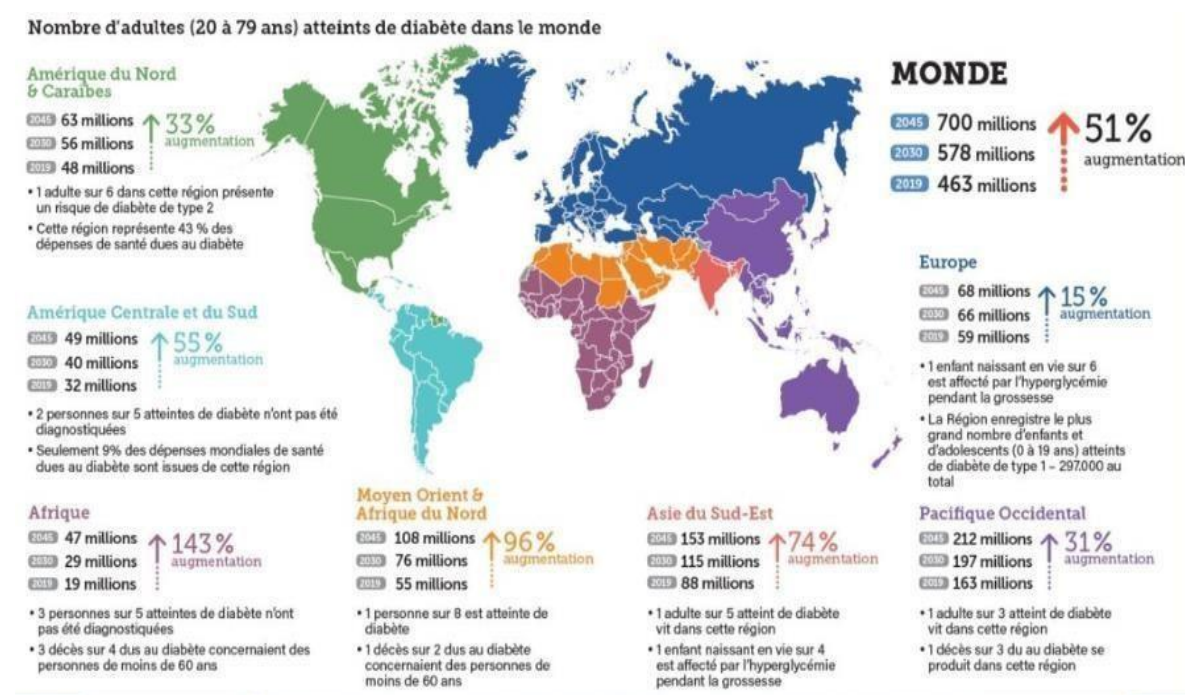 Nombre d'adultes (20 à 79 ans) atteints de diabète dans le monde
Amérique du Nord
& Caraïbes
2045 63 millions
2030 56 millions
2019 48 millions
33%
augmentation
• 1 adulte sur 6 dans cette région présente
un risque de diabète de type 2
• Cette région représente 43 % des
dépenses de santé dues au diabète
MONDE
2045 700 millions
2030 578 millions
2019 463 millions
51%
augmentation
Amérique Centrale et du Sud
2045 49 millions
2030 40 millions
2019 32 millions
55%
augmentation
• 2 personnes sur 5 atteintes de diabète n'ont pas été
diagnostiquées
• Seulement 9% des dépenses mondiales de santé
dues au diabète sont issues de cette région
Europe
2045 68 millions
2030 66 millions
2019 59 millions
15%
augmentation
• 1 enfant naissant en vie sur 6
est affecté par l'hyperglycémie
pendant la grossesse
• La Région enregistre le plus
grand nombre d'enfants et
d'adolescents (0 à 19 ans) atteints
de diabète de type 1 – 297.000 au
total
Afrique
2045 47 millions
2030 29 millions
2019 19 millions
143%
augmentation
• 3 personnes sur 5 atteintes de diabète n'ont
pas été diagnostiquées
• 3 décès sur 4 dus au diabète concernaient des
personnes de moins de 60 ans
Moyen Orient &
Afrique du Nord
2045 108 millions
2030 76 millions
2019 55 millions
96%
augmentation
• 1 personne sur 8 est atteinte de
diabète
• 1 décès sur 2 dus au diabète
concernaient des personnes de
moins de 60 ans
Asie du Sud-Est
2045 153 millions
2030 115 millions
2019 88 millions
74%
augmentation
• 1 adulte sur 5 atteint de diabète
vit dans cette région
• 1 enfant naissant en vie sur 4
est affecté par l'hyperglycémie
pendant la grossesse
Pacifique Occidental
2045 212 millions
2030 197 millions
2019 163 millions
31%
augmentation
• 1 adulte sur 3 atteint de diabète
vit dans cette région
• 1 décès sur 3 du au diabète se
produit dans cette région